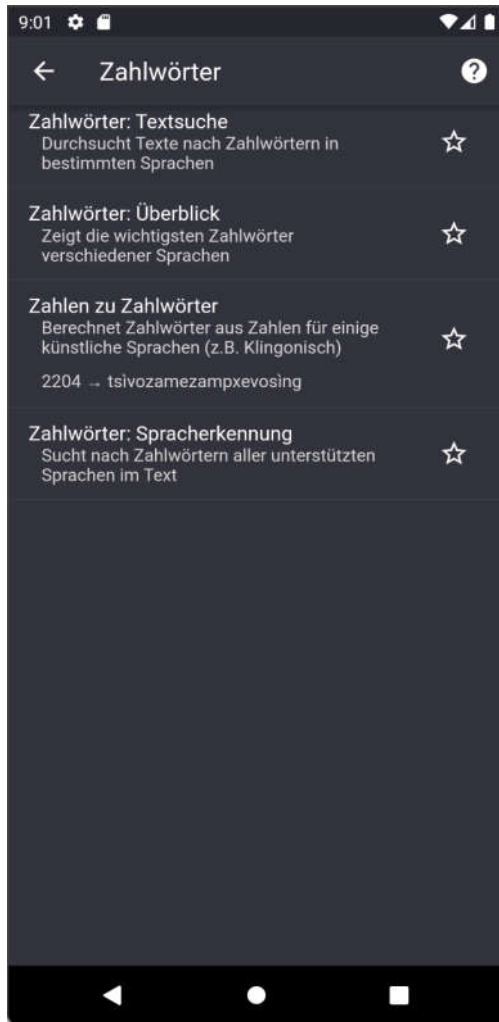 9:01
Zahlwörter
Zahlwörter: Textsuche
Durchsucht Texte nach Zahlwörtern in
bestimmten Sprachen
Zahlwörter: Überblick
Zeigt die wichtigsten Zahlwörter
verschiedener Sprachen
Zahlen zu Zahlwörter
Berechnet Zahlwörter aus Zahlen für einige
künstliche Sprachen (z.B. Klingonisch)
2204 → tsìvozamezampxevosìng
Zahlwörter: Spracherkennung
Sucht nach Zahlwörtern aller unterstützten
Sprachen im Text